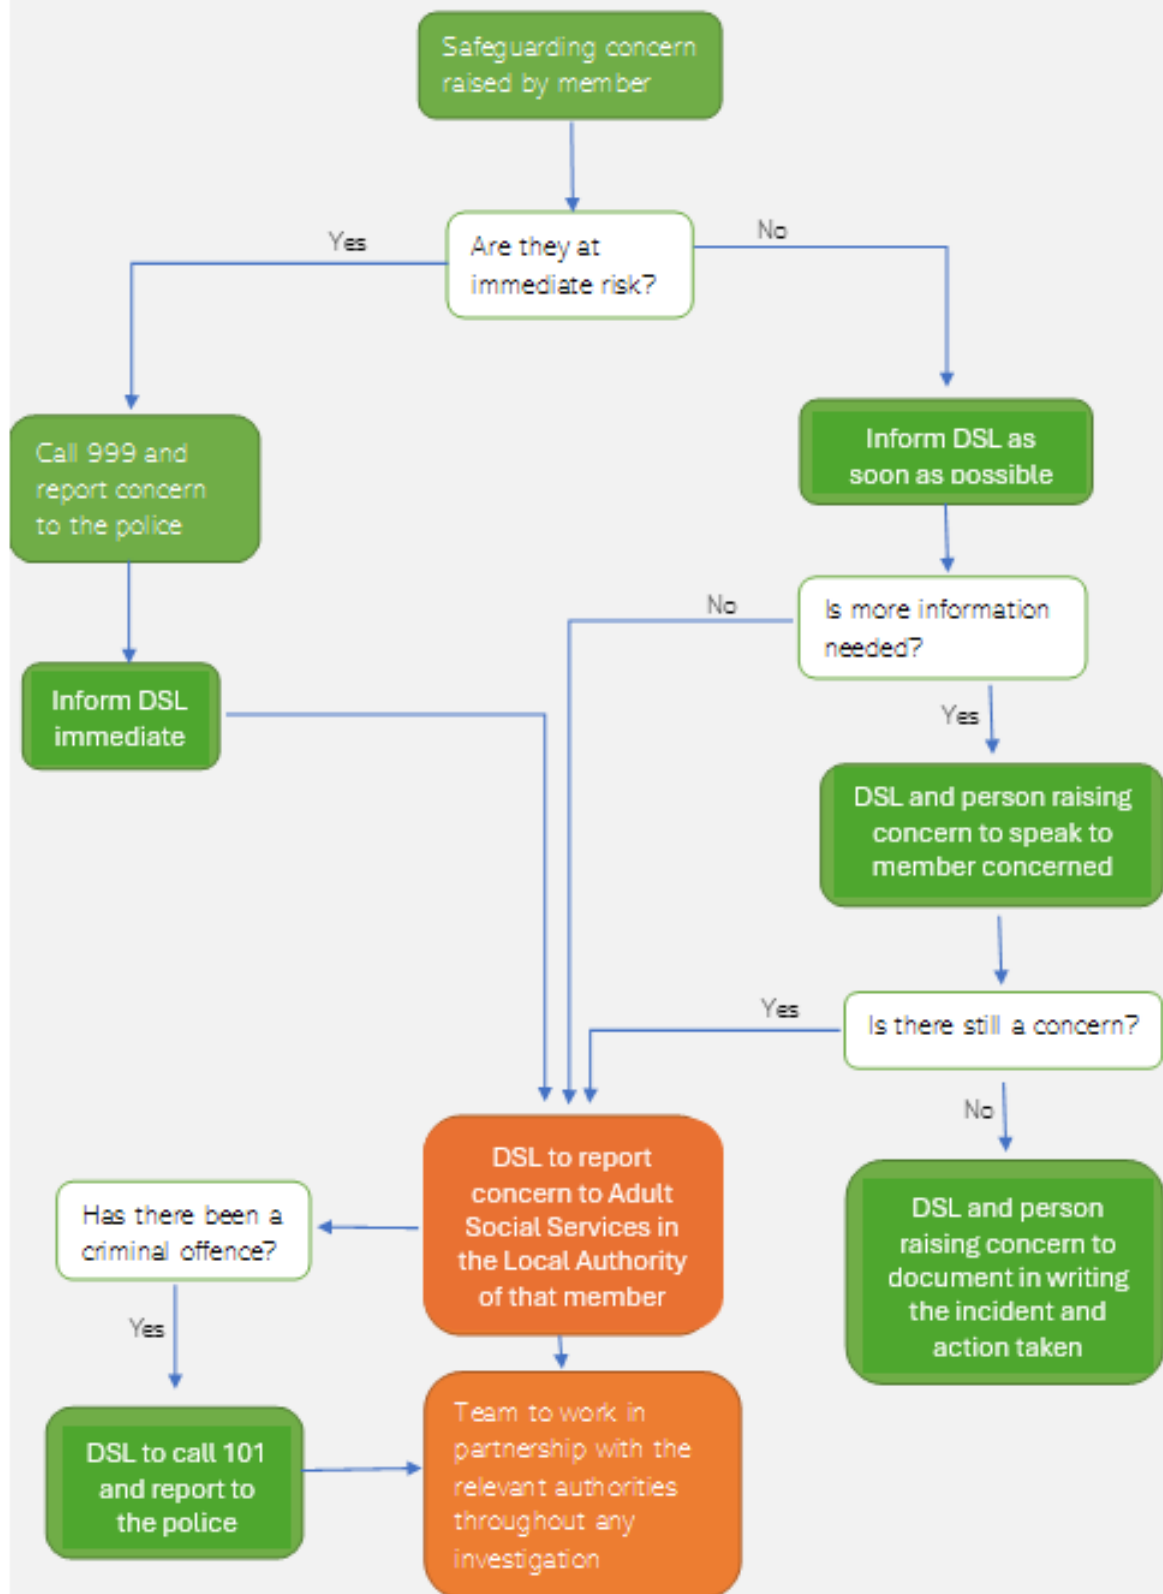 Safeguarding concern
raised by member
Yes
Are they at
immediate risk?
No
Call 999 and
report concern
to the police
Inform DSL as
soon as possible
No
Is more information
needed?
Inform DSL
immediate
Yes
DSL and person raising
concern to speak to
member concerned
Yes
Is there still a concern?
No
DSL to report
concern to Adult
Social Services in
the Local Authority
of that member
Has there been a
criminal offence?
DSL and person
raising concern to
document in writing
the incident and
action taken
Yes
DSL to call 101
and report to
the police
Team to work in
partnership with the
relevant authorities
throughout any
investigation